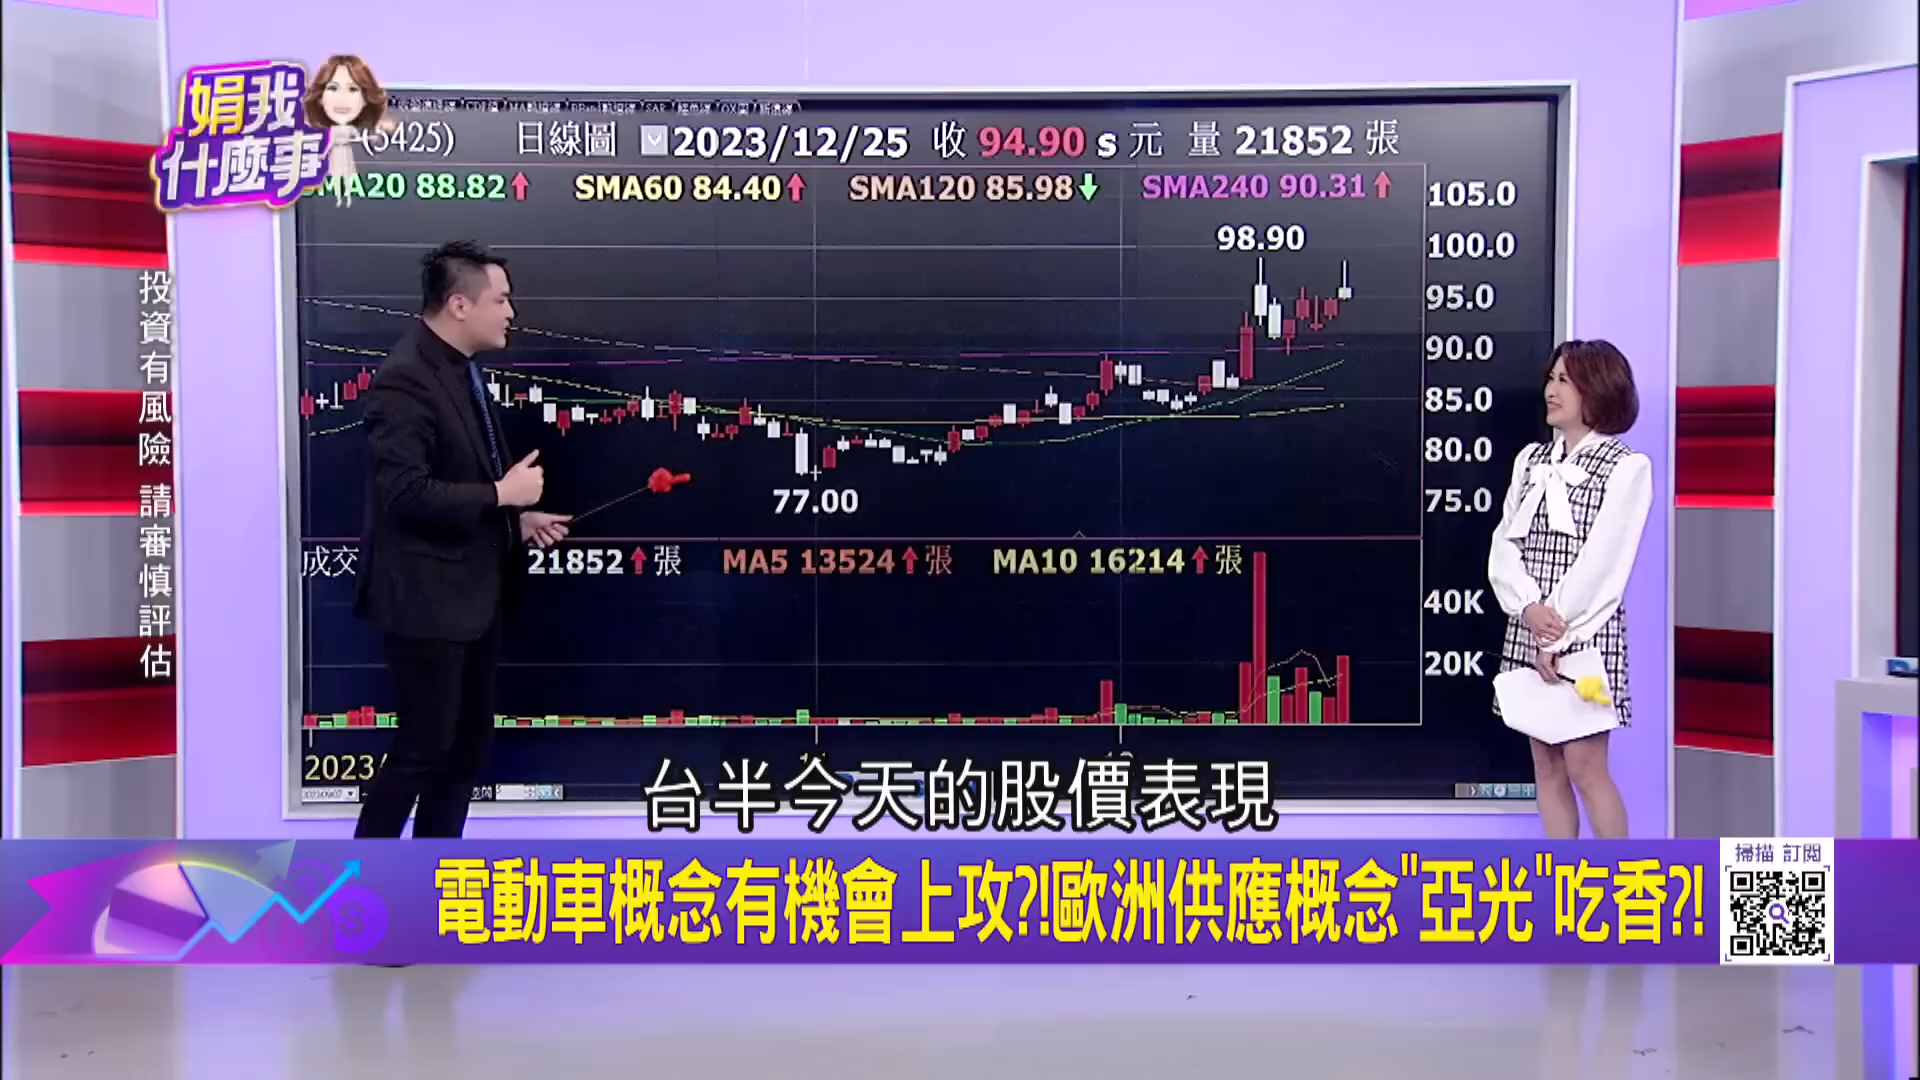 娟我
什麼事
(5425) 日線圖 2023/12/25 收 94.90 s 元 量 21852 張
SMA20 88.82↑ SMA60 84.40↑ SMA120 85.98↓ SMA240 90.31↑
105.0
100.0
95.0
90.0
85.0
80.0
75.0
98.90
77.00
成交 21852↑張 MA5 13524↑張 MA10 16214↑張
40K
20K
2023/
投資有風險 請審慎評估
台半今天的股價表現
電動車概念有機會上攻?!歐洲供應概念"亞光"吃香?!
掃描 訂閱